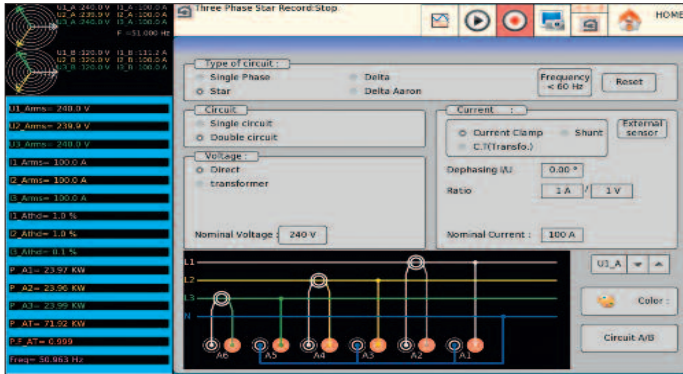 U1_A :240.0 V I1_A :100.0 A
U2_A :239.9 V I2_A :100.0 A
U3_A :240.0 V I3_A :100.0 A
F =51.000 Hz
U1_B :120.0 V I1_B :111.2 A
U2_B :120.0 V I2_B :100.0 A
U3_B :120.0 V I3_B :100.0 A
Three Phase Star Record:Stop
HOME
U1_Arms= 240.0 V
U2_Arms= 239.9 V
U3_Arms= 240.0 V
I1_Arms= 100.0 A
I2_Arms= 100.0 A
I3_Arms= 100.0 A
I1_Athd= 1.0 %
I2_Athd= 1.0 %
I3_Athd= 0.1 %
P_A1= 23.97 KW
P_A2= 23.96 KW
P_A3= 23.99 KW
P_AT= 71.92 KW
P.F_AT= 0.999
Freq= 50.963 Hz
Type of circuit :
Single Phase
Delta
Star
Delta Aaron
Frequency
< 60 Hz
Reset
Circuit
Single circuit
Double circuit
Voltage :
Direct
transformer
Nominal Voltage : 240 V
Current :
Current Clamp
Shunt
C.T(Transfo.)
External
sensor
Dephasing I/U 0.00 °
Ratio 1 A / 1 V
Nominal Current : 100 A
L1
L2
L3
N
A6 A5 A4 A3 A2 A1
U1_A
Color :
Circuit A/B